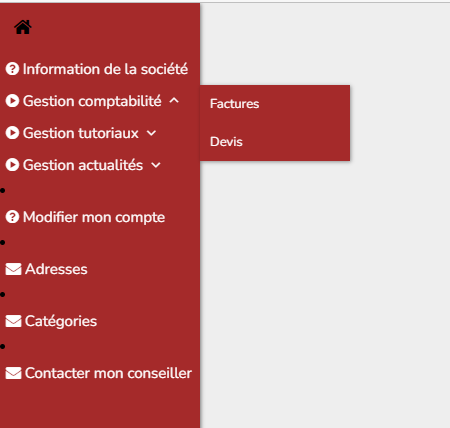 Information de la société
Gestion comptabilité
Factures
Gestion tutoriaux
Devis
Gestion actualités
Modifier mon compte
Adresses
Catégories
Contacter mon conseiller